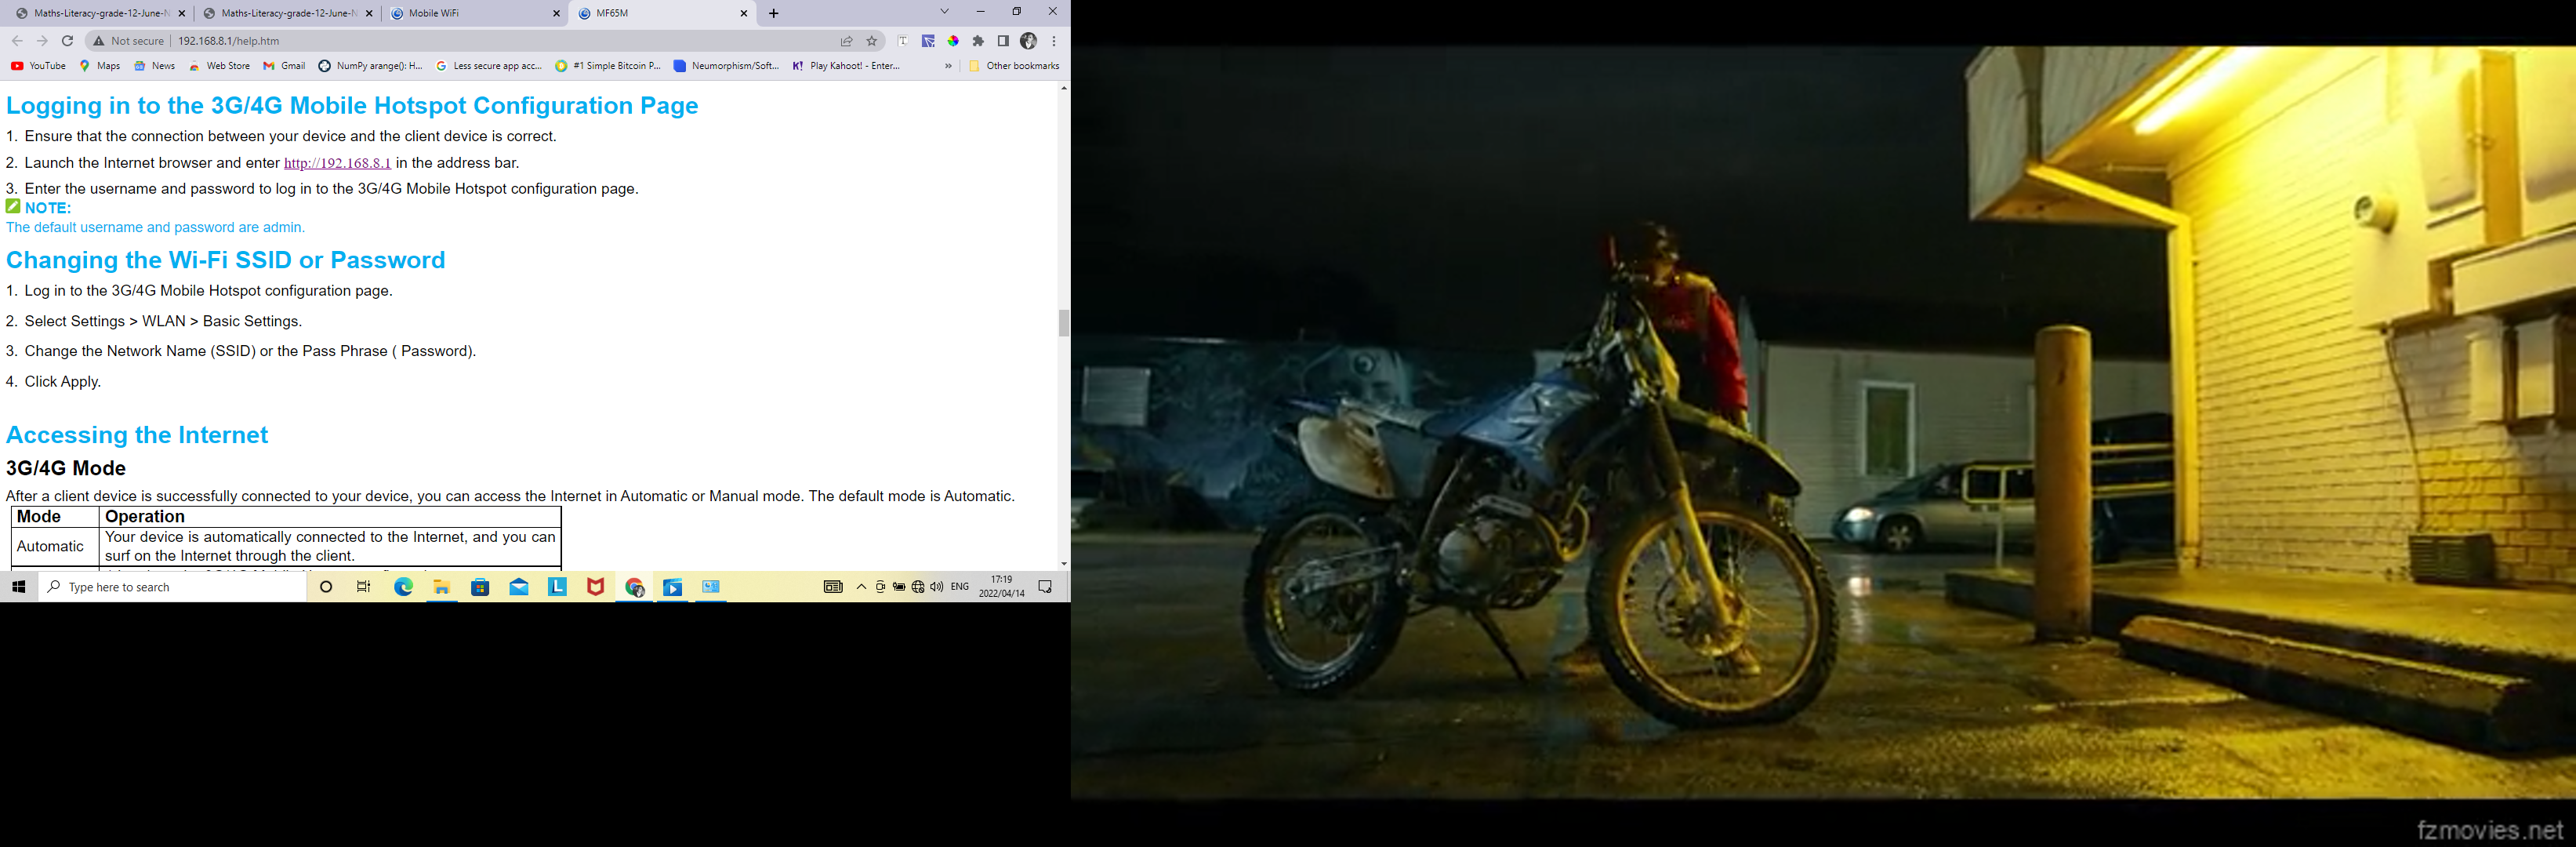 Maths-Literacy-grade-12-June-N
Maths-Literacy-grade-12-June-N
Mobile WiFi
MF65M
Not secure | 192.168.8.1/help.htm
YouTube Maps News Web Store Gmail NumPy arange(): H... Less secure app acc... #1 Simple Bitcoin P... Neumorphism/Soft... K! Play Kahoot! - Enter... » Other bookmarks
Logging in to the 3G/4G Mobile Hotspot Configuration Page
1. Ensure that the connection between your device and the client device is correct.
2. Launch the Internet browser and enter http://192.168.8.1 in the address bar.
3. Enter the username and password to log in to the 3G/4G Mobile Hotspot configuration page.
NOTE:
The default username and password are admin.
Changing the Wi-Fi SSID or Password
1. Log in to the 3G/4G Mobile Hotspot configuration page.
2. Select Settings > WLAN > Basic Settings.
3. Change the Network Name (SSID) or the Pass Phrase ( Password).
4. Click Apply.
Accessing the Internet
3G/4G Mode
After a client device is successfully connected to your device, you can access the Internet in Automatic or Manual mode. The default mode is Automatic.
Mode Operation
Automatic Your device is automatically connected to the Internet, and you can
surf on the Internet through the client.
Type here to search
ENG
17:19
2022/04/14
fzmovies.net